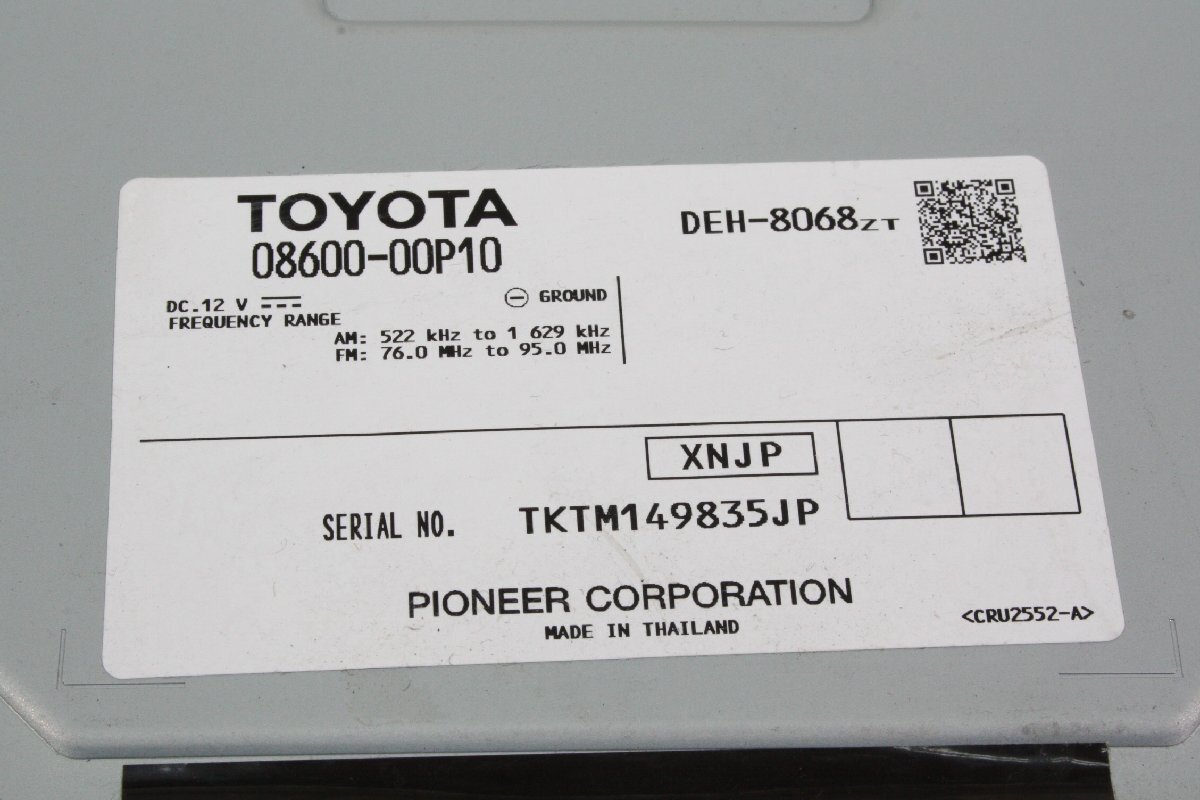 TOYOTA
08600-00P10
DEH-8068ZT
DC.12 V
GROUND
FREQUENCY RANGE
AM: 522 kHz to 1 629 kHz
FM: 76.0 MHz to 95.0 MHz
XNJP
SERIAL NO. TKTM149835JP
PIONEER CORPORATION
MADE IN THAILAND
<CRU2552-A>